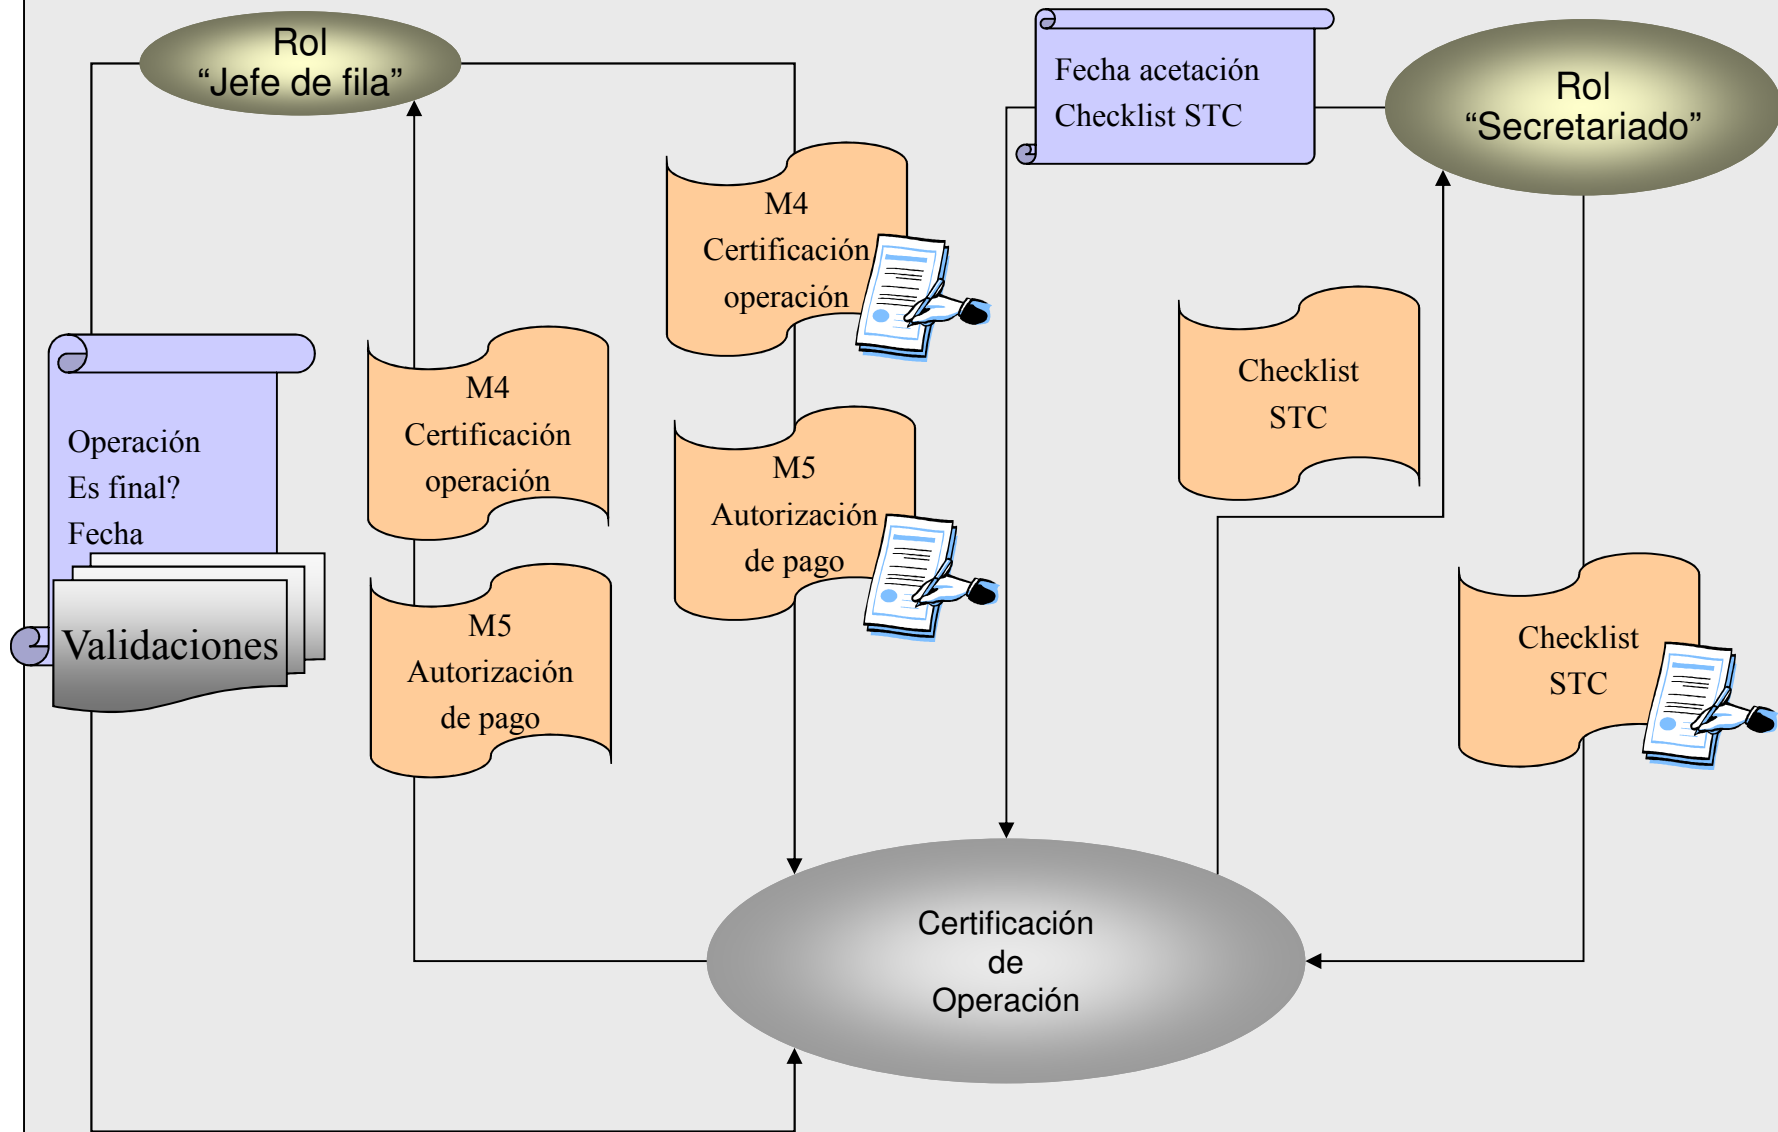 Rol
“Jefe de fila”
Fecha acetación
Checklist STC
Rol
“Secretariado”
M4
Certificación
operación
Operación
Es final?
Fecha
Validaciones
M4
Certificación
operación
M5
Autorización
de pago
M5
Autorización
de pago
Checklist
STC
Checklist
STC
Certificación
de
Operación